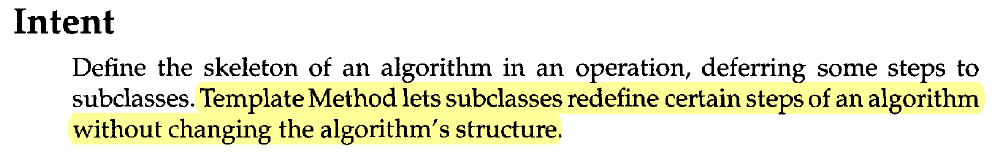 Intent
Define the skeleton of an algorithm in an operation, deferring some steps to
subclasses. Template Method lets subclasses redefine certain steps of an algorithm
without changing the algorithm's structure.